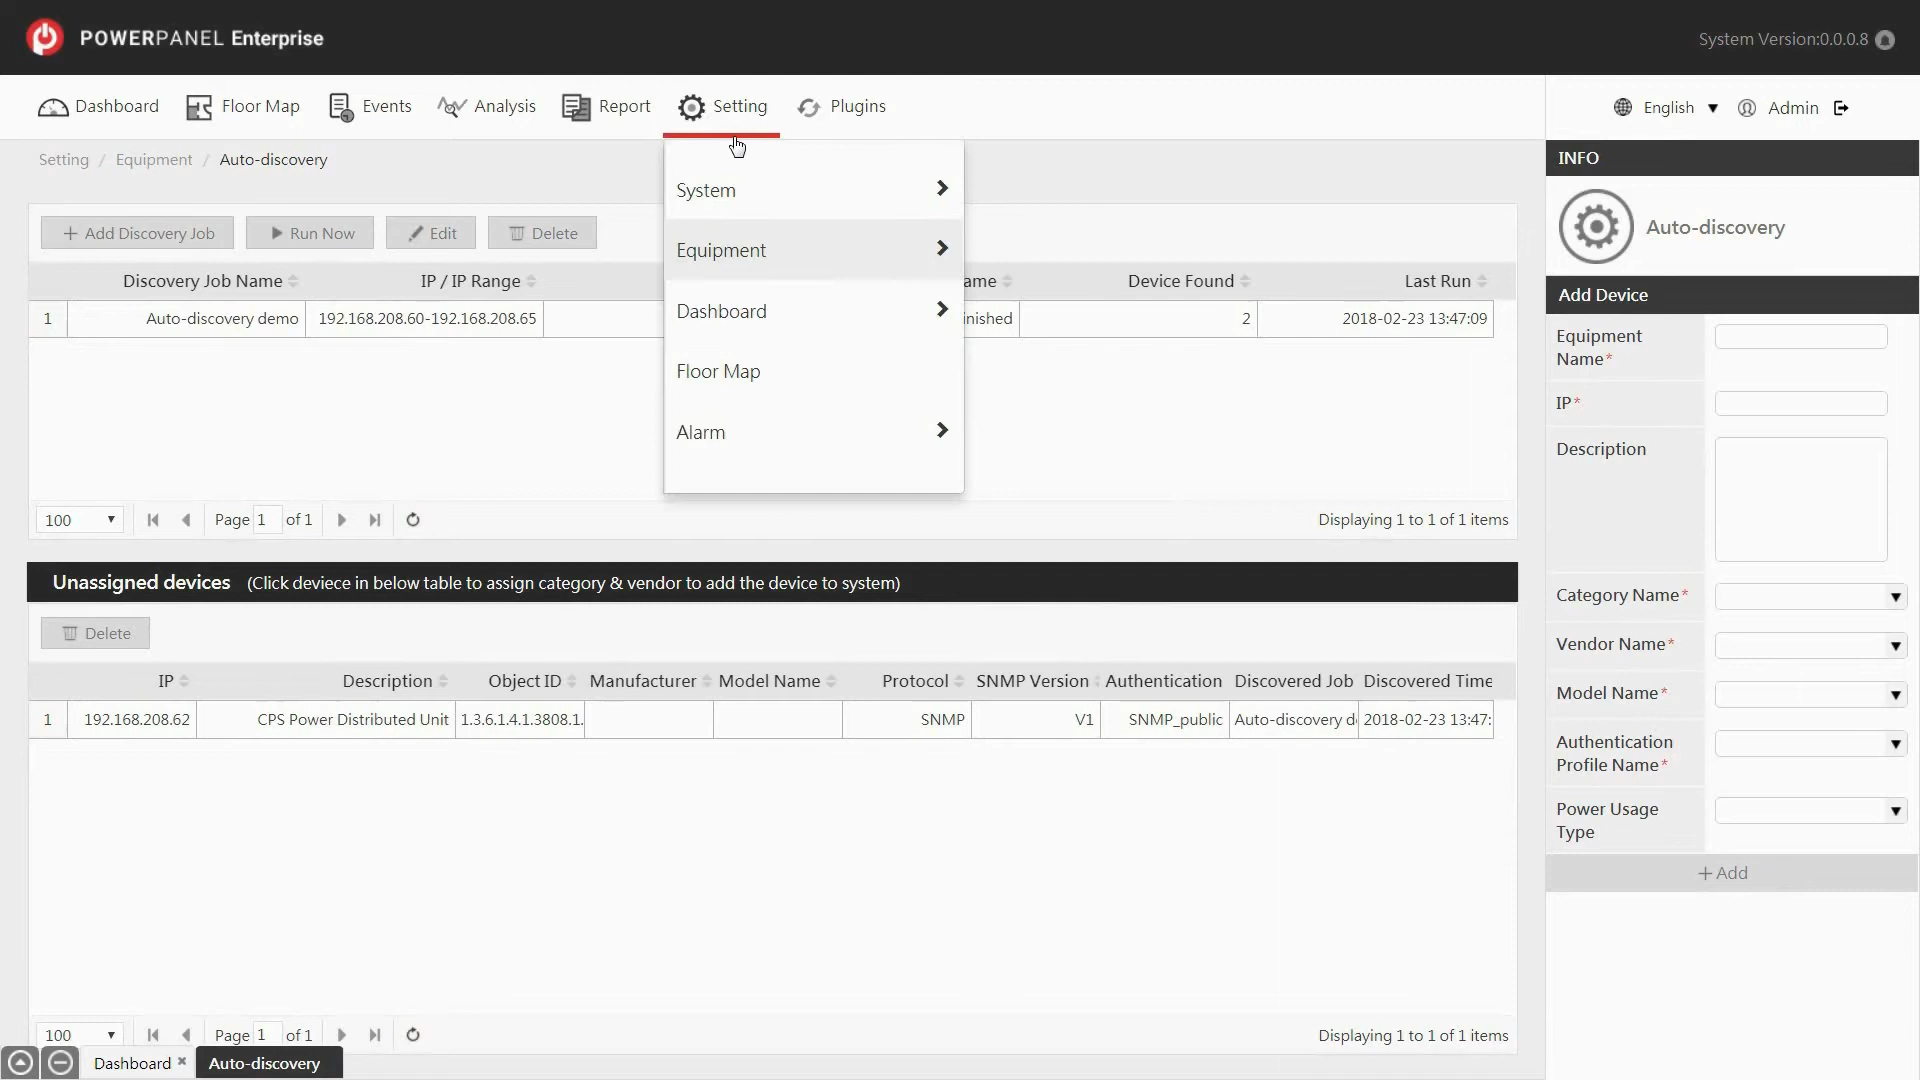 POWERPANEL Enterprise
System Version:0.0.0.8
Dashboard Floor Map Events Analysis Report Setting Plugins
English Admin
Setting / Equipment / Auto-discovery
INFO
Auto-discovery
System
Equipment
Dashboard
Floor Map
Alarm
Add Discovery Job Run Now Edit Delete
Discovery Job Name IP / IP Range ame Device Found Last Run
1 Auto-discovery demo 192.168.208.60-192.168.208.65 inished 2 2018-02-23 13:47:09
100 Page 1 of 1 Displaying 1 to 1 of 1 items
Unassigned devices (Click deviece in below table to assign category & vendor to add the device to system)
Delete
IP Description Object ID Manufacturer Model Name Protocol SNMP Version Authentication Discovered Job Discovered Time
1 192.168.208.62 CPS Power Distributed Unit 1.3.6.1.4.1.3808.1. SNMP V1 SNMP_public Auto-discovery d 2018-02-23 13:47:
100 Page 1 of 1 Displaying 1 to 1 of 1 items
Add Device
Equipment
Name*
IP*
Description
Category Name*
Vendor Name*
Model Name*
Authentication
Profile Name*
Power Usage
Type
+ Add
Dashboard × Auto-discovery